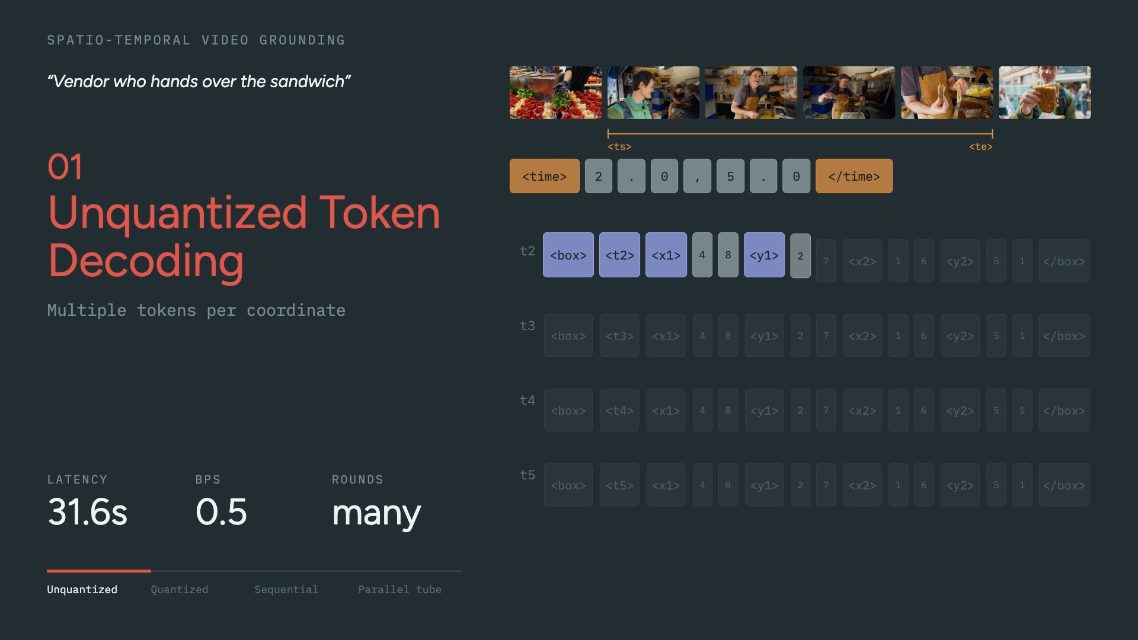 SPATIO-TEMPORAL VIDEO GROUNDING
“Vendor who hands over the sandwich”
01
Unquantized Token
Decoding
Multiple tokens per coordinate
LATENCY BPS ROUNDS
31.6s 0.5 many
Unquantized Quantized Sequential Parallel tube
<ts> <te>
<time> 2 . 0 , 5 . 0 </time>
t2 <box> <t2> <x1> 4 8 <y1> 2 7 <x2> 1 6 <y2> 5 1 </box>
t3 <box> <t3> <x1> 4 8 <y1> 2 7 <x2> 1 6 <y2> 5 1 </box>
t4 <box> <t4> <x1> 4 8 <y1> 2 7 <x2> 1 6 <y2> 5 1 </box>
t5 <box> <t5> <x1> 4 8 <y1> 2 7 <x2> 1 6 <y2> 5 1 </box>